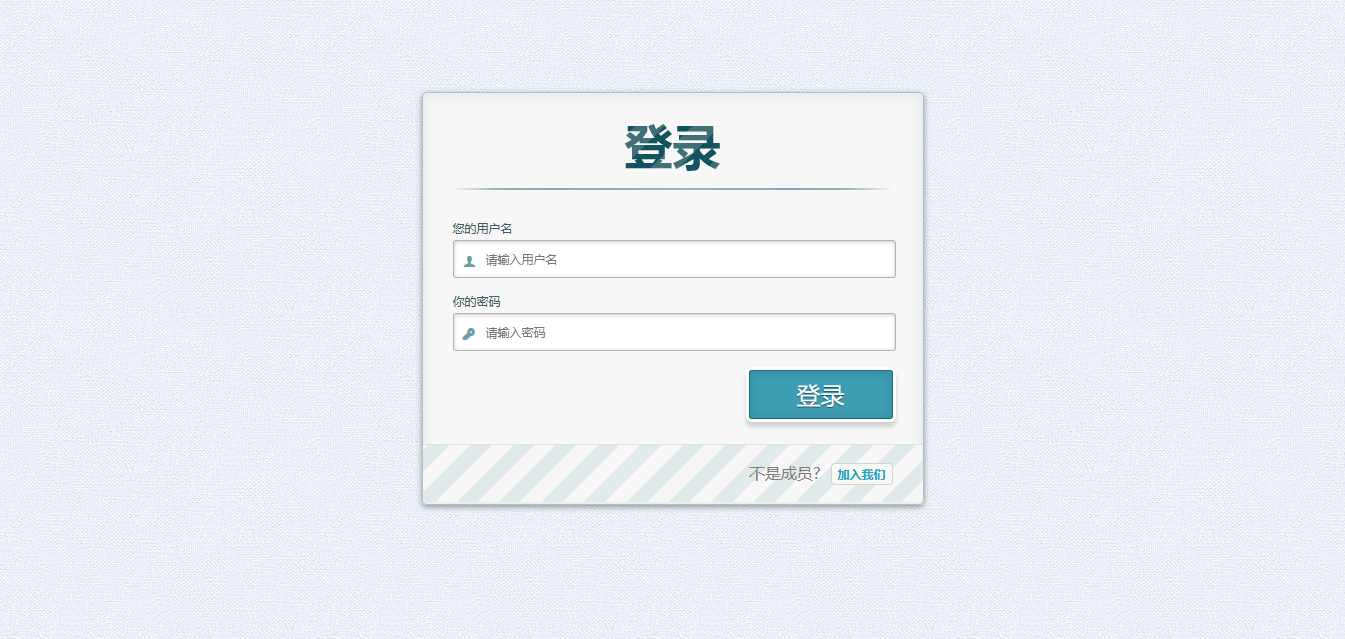 登录
您的用户名
请输入用户名
你的密码
请输入密码
登录
不是成员？ 加入我们